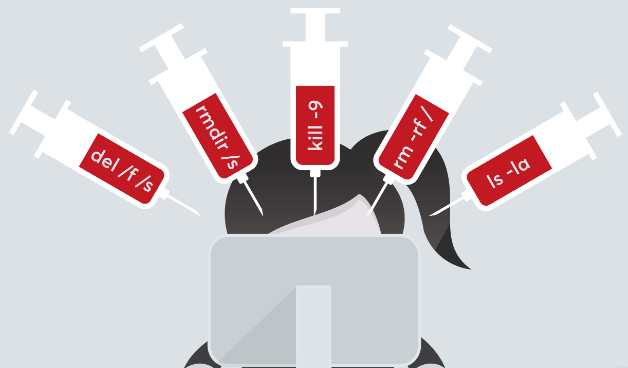 del /f /s
rmdir /s
kill -9
rm -rf /
ls -la